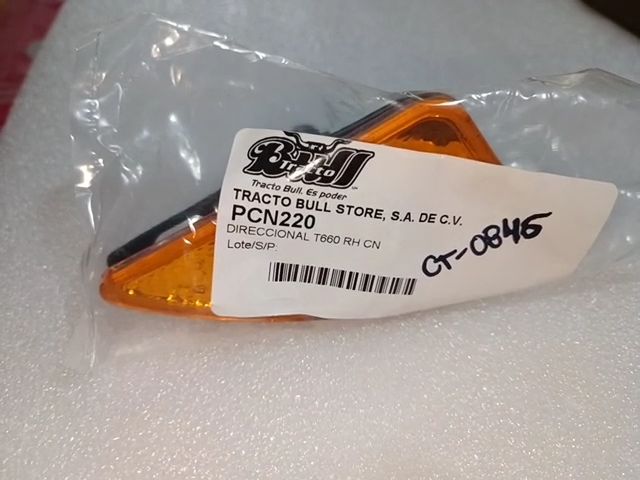 Bull
Tracto
Tracto Bull. Es poder
TRACTO BULL STORE, S.A. DE C.V.
PCN220
DIRECCIONAL T660 RH CN
Lote/S/P:
CT-0846